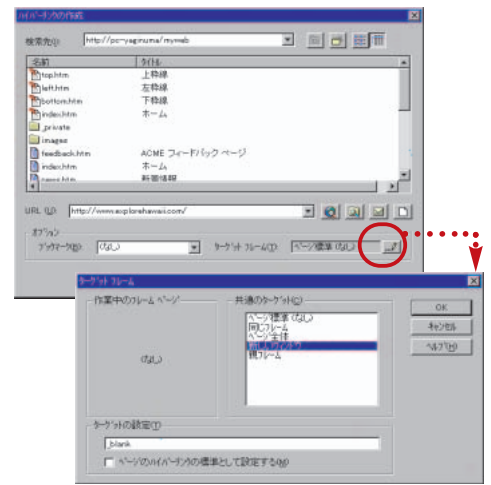 ハイパーリンクの作成
検索先(I): http://pc-yaginuma/myweb
名前 タイトル
top.htm 上枠線
left.htm 左枠線
bottom.htm 下枠線
index.htm ホーム
_private
images
feedback.htm ACME フィードバック ページ
index.htm ホーム
news.htm 新着情報
URL (U): http://www.explorehawaii.com/
オプション
ブックマーク(B): (なし) ターゲット フレーム(T): ページ標準 (なし)
ターゲット フレーム
作業中のフレーム ページ 共通のターゲット(C)
ページ標準 (なし)
同じフレーム
ページ全体
新しいウィンドウ
親フレーム
(なし)
OK
キャンセル
ヘルプ(H)
ターゲットの設定(T)
_blank
ページのハイパーリンクの標準として設定する(M)